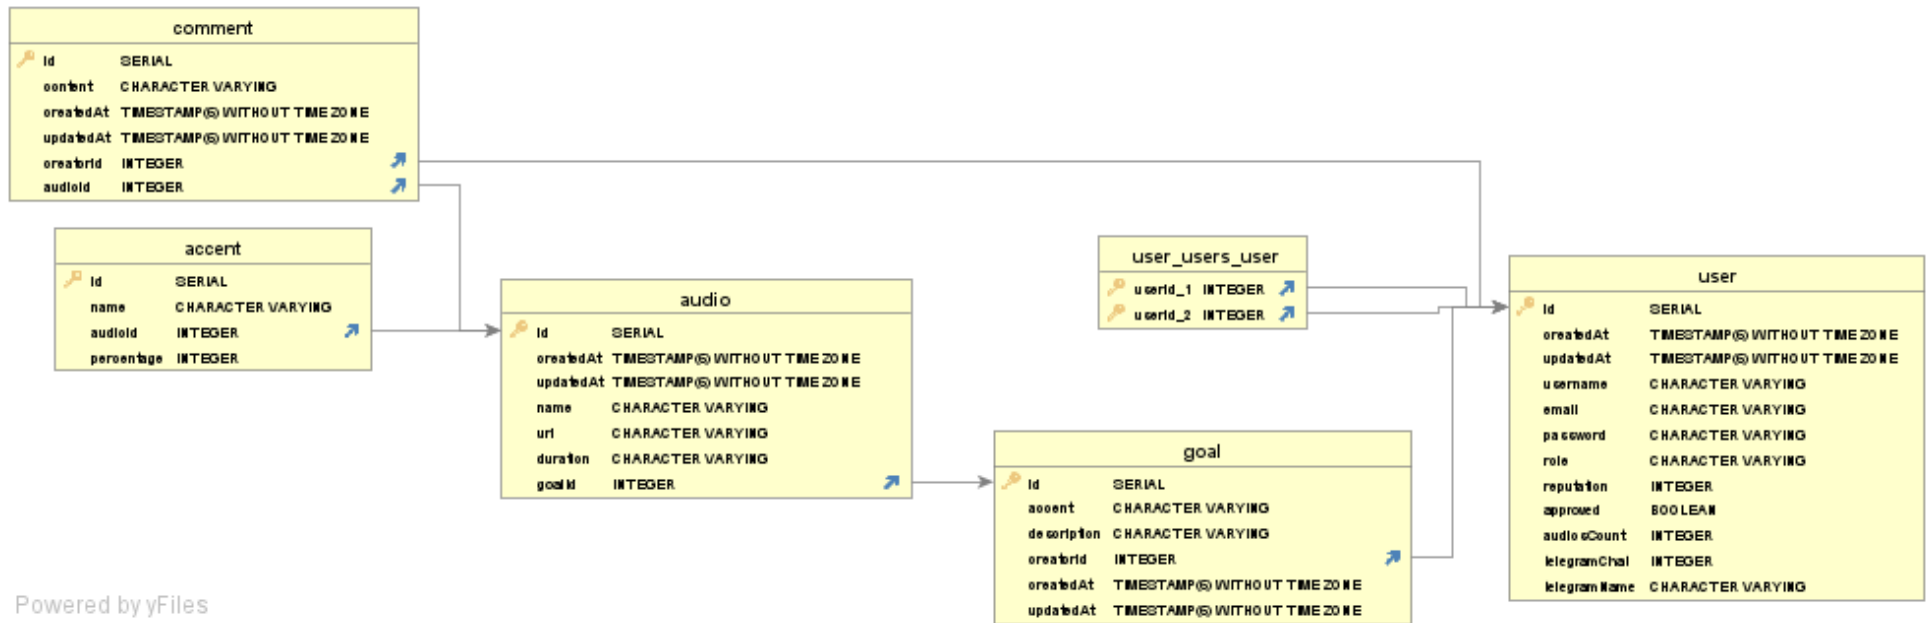 comment
id SERIAL
content CHARACTER VARYING
createdAt TIMESTAMP(6) WITHOUT TIME ZONE
updatedAt TIMESTAMP(6) WITHOUT TIME ZONE
creatorId INTEGER
audioId INTEGER
accent
id SERIAL
name CHARACTER VARYING
audioId INTEGER
percentage INTEGER
audio
id SERIAL
createdAt TIMESTAMP(6) WITHOUT TIME ZONE
updatedAt TIMESTAMP(6) WITHOUT TIME ZONE
name CHARACTER VARYING
url CHARACTER VARYING
duration CHARACTER VARYING
goalId INTEGER
user_users_user
userId_1 INTEGER
userId_2 INTEGER
goal
id SERIAL
accent CHARACTER VARYING
description CHARACTER VARYING
creatorId INTEGER
createdAt TIMESTAMP(6) WITHOUT TIME ZONE
updatedAt TIMESTAMP(6) WITHOUT TIME ZONE
user
id SERIAL
createdAt TIMESTAMP(6) WITHOUT TIME ZONE
updatedAt TIMESTAMP(6) WITHOUT TIME ZONE
username CHARACTER VARYING
email CHARACTER VARYING
password CHARACTER VARYING
role CHARACTER VARYING
reputation INTEGER
approved BOOLEAN
audiosCount INTEGER
telegramChat INTEGER
telegramName CHARACTER VARYING
Powered by yFiles